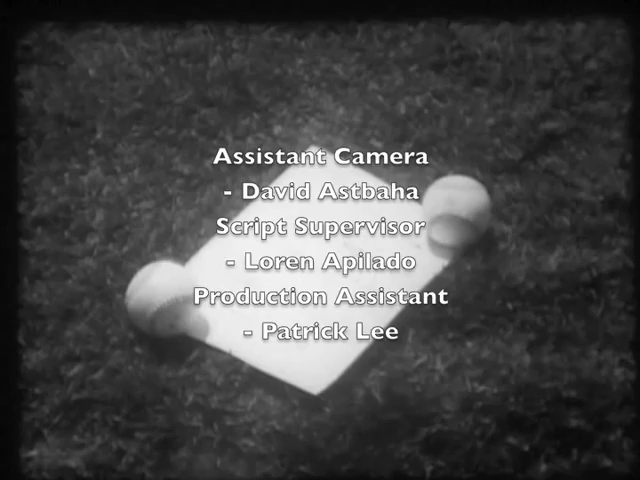 Assistant Camera
- David Astbaha
Script Supervisor
- Loren Apilado
Production Assistant
- Patrick Lee